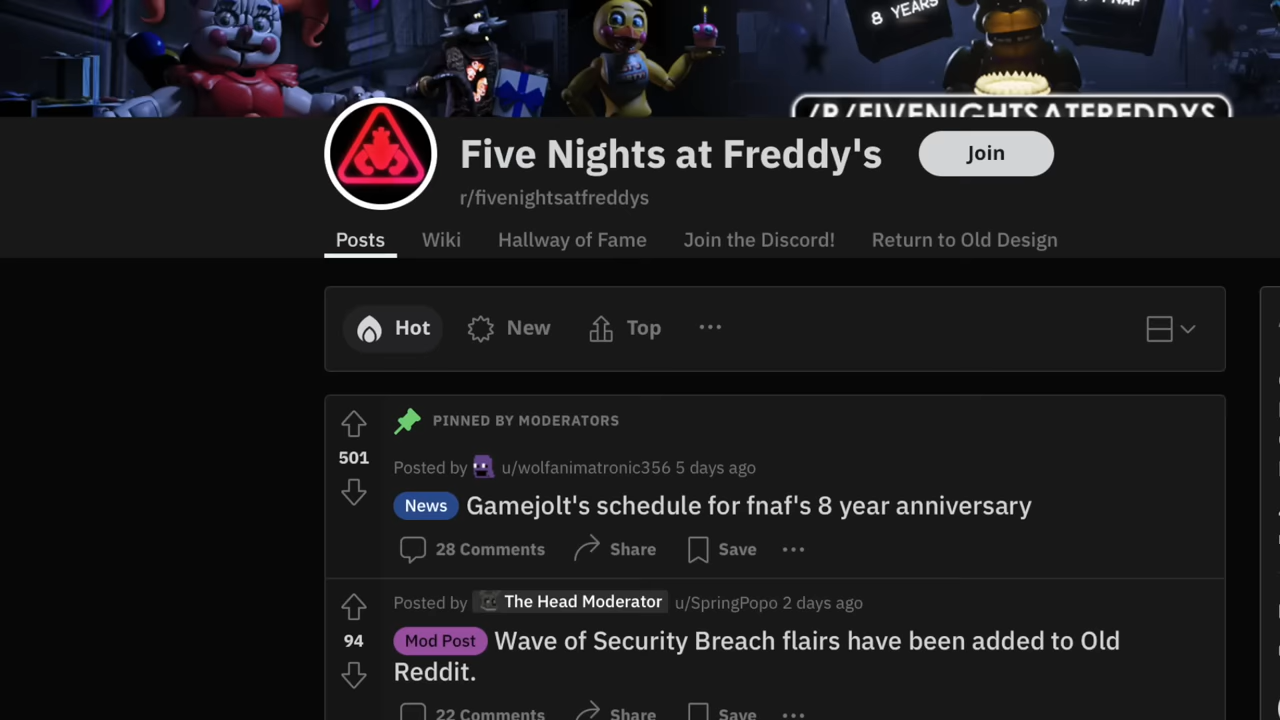 8 YEARS
FNAF
/R/FIVENIGHTSATFREDDYS
Five Nights at Freddy's
Join
r/fivenightsatfreddys
Posts Wiki Hallway of Fame Join the Discord! Return to Old Design
Hot New Top
PINNED BY MODERATORS
501
Posted by u/wolfanimatronic356 5 days ago
News Gamejolt's schedule for fnaf's 8 year anniversary
28 Comments Share Save
Posted by The Head Moderator u/SpringPopo 2 days ago
94
Mod Post Wave of Security Breach flairs have been added to Old
Reddit.
22 Comments Share Save